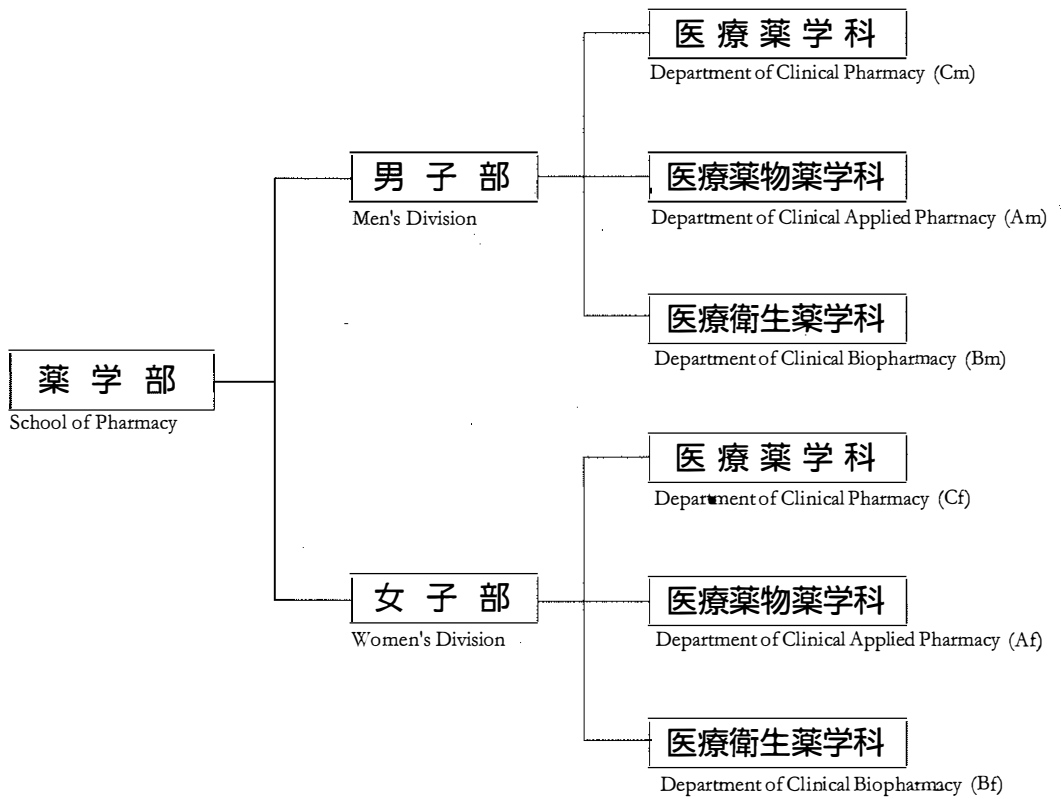 医療薬学科
Department of Clinical Pharmacy (Cm)
男子部
Men's Division
医療薬物薬学科
Department of Clinical Applied Pharmacy (Am)
医療衛生薬学科
Department of Clinical Biopharmacy (Bm)
薬学部
School of Pharmacy
医療薬学科
Department of Clinical Pharmacy (Cf)
女子部
Women's Division
医療薬物薬学科
Department of Clinical Applied Pharmacy (Af)
医療衛生薬学科
Department of Clinical Biopharmacy (Bf)